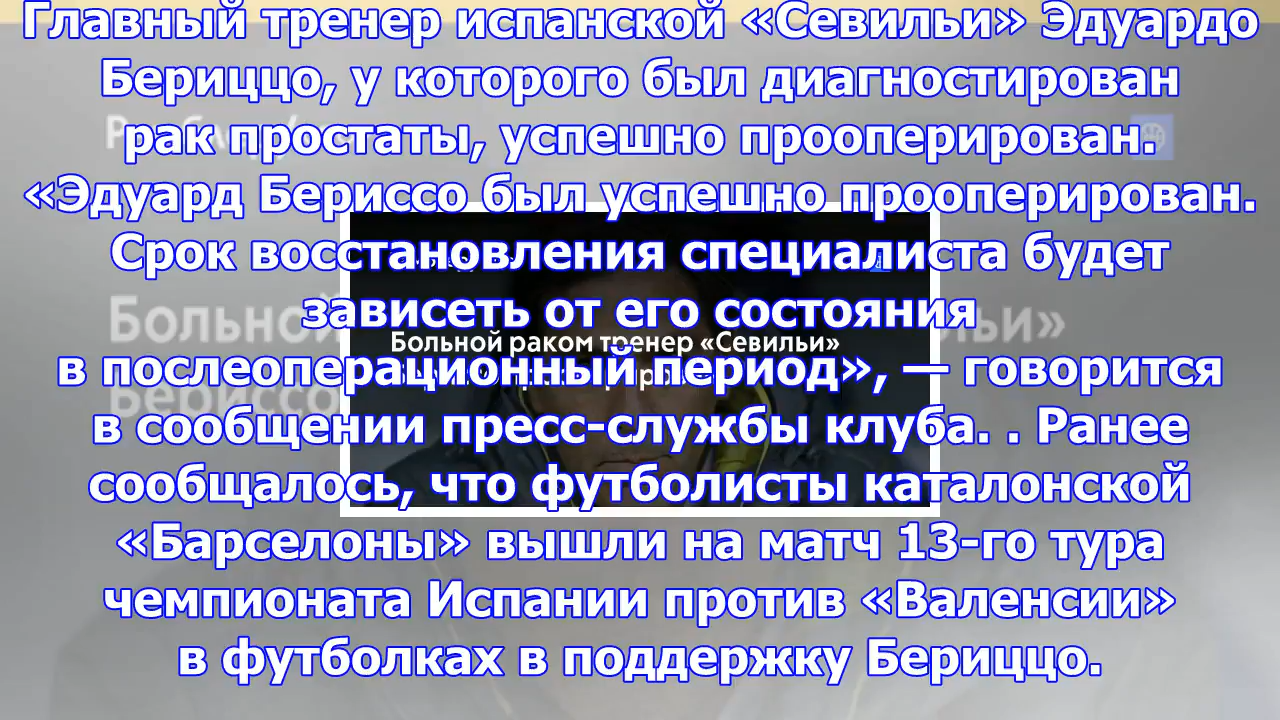 Главный тренер испанской «Севильи» Эдуардо
Бериццо, у которого был диагностирован
рак простаты, успешно прооперирован.
«Эдуард Бериссо был успешно прооперирован.
Срок восстановления специалиста будет
зависеть от его состояния
в послеоперационный период», — говорится
в сообщении пресс-службы клуба. . Ранее
сообщалось, что футболисты каталонской
«Барселоны» вышли на матч 13-го тура
чемпионата Испании против «Валенсии»
в футболках в поддержку Бериццо.
Больной раком тренер «Севильи»
Больной
Бериссо